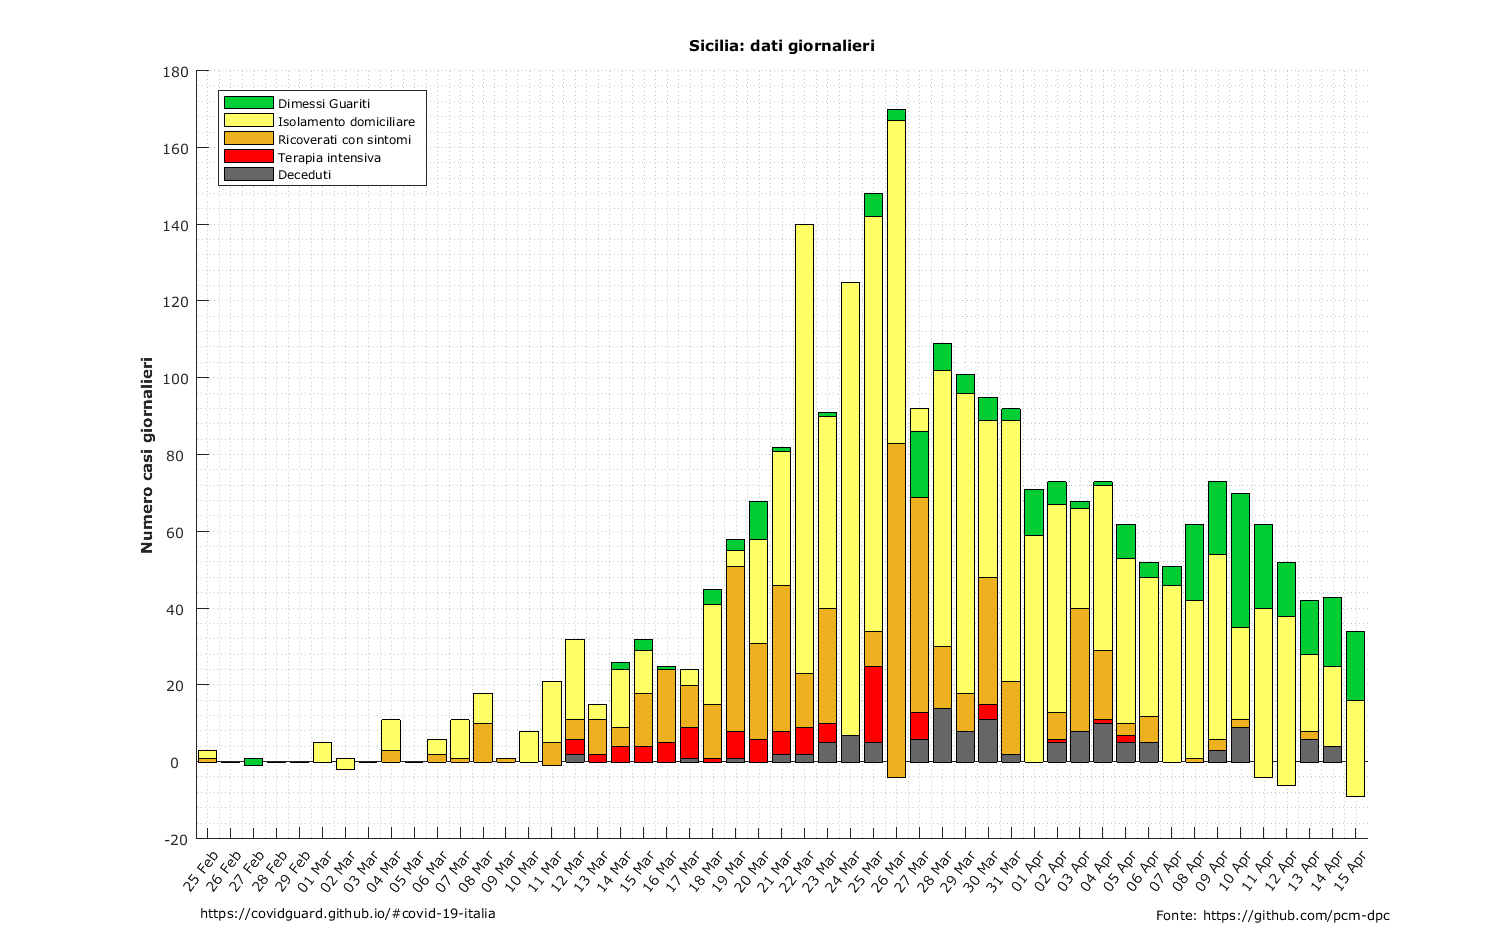 Sicilia: dati giornalieri
180
160
140
120
100
80
60
40
20
0
-20
Numero casi giornalieri
Dimessi Guariti
Isolamento domiciliare
Ricoverati con sintomi
Terapia intensiva
Deceduti
25 Feb
26 Feb
27 Feb
28 Feb
29 Feb
01 Mar
02 Mar
03 Mar
04 Mar
05 Mar
06 Mar
07 Mar
08 Mar
09 Mar
10 Mar
11 Mar
12 Mar
13 Mar
14 Mar
15 Mar
16 Mar
17 Mar
18 Mar
19 Mar
20 Mar
21 Mar
22 Mar
23 Mar
24 Mar
25 Mar
26 Mar
27 Mar
28 Mar
29 Mar
30 Mar
31 Mar
01 Apr
02 Apr
03 Apr
04 Apr
05 Apr
06 Apr
07 Apr
08 Apr
09 Apr
10 Apr
11 Apr
12 Apr
13 Apr
14 Apr
15 Apr
https://covidguard.github.io/#covid-19-italia
Fonte: https://github.com/pcm-dpc